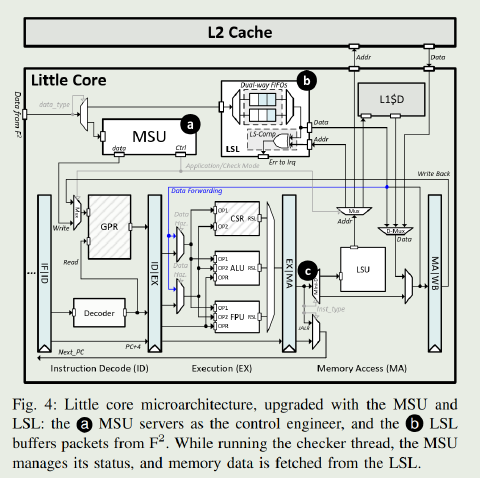 L2 Cache
Addr
Data
Little Core
b
Dual-way FIFOs
data_type
L1$D
Data from F²
MSU
a
LS-Comp
Data
Addr
LSL
data
Ctrl
Err to Irq
Application/Check Mode
Write Back
Data Forwarding
Mux
Mux
Addr
D-Mux
Write
GPR
Data Haz.
OP1
OP2
CSR
RSL
Data
IF|ID
Read
ID|EX
Data Haz.
OP1
OP2
OPR
ALU
RSL
EX|MA
c
LSU
MA|WB
Inst_type
Decoder
OP1
OP2
OPR
FPU
RSL
JALR
Next_PC
PC+4
Instruction Decode (ID)
Execution (EX)
Memory Access (MA)
Fig. 4: Little core microarchitecture, upgraded with the MSU and
LSL: the a MSU servers as the control engineer, and the b LSL
buffers packets from F². While running the checker thread, the MSU
manages its status, and memory data is fetched from the LSL.